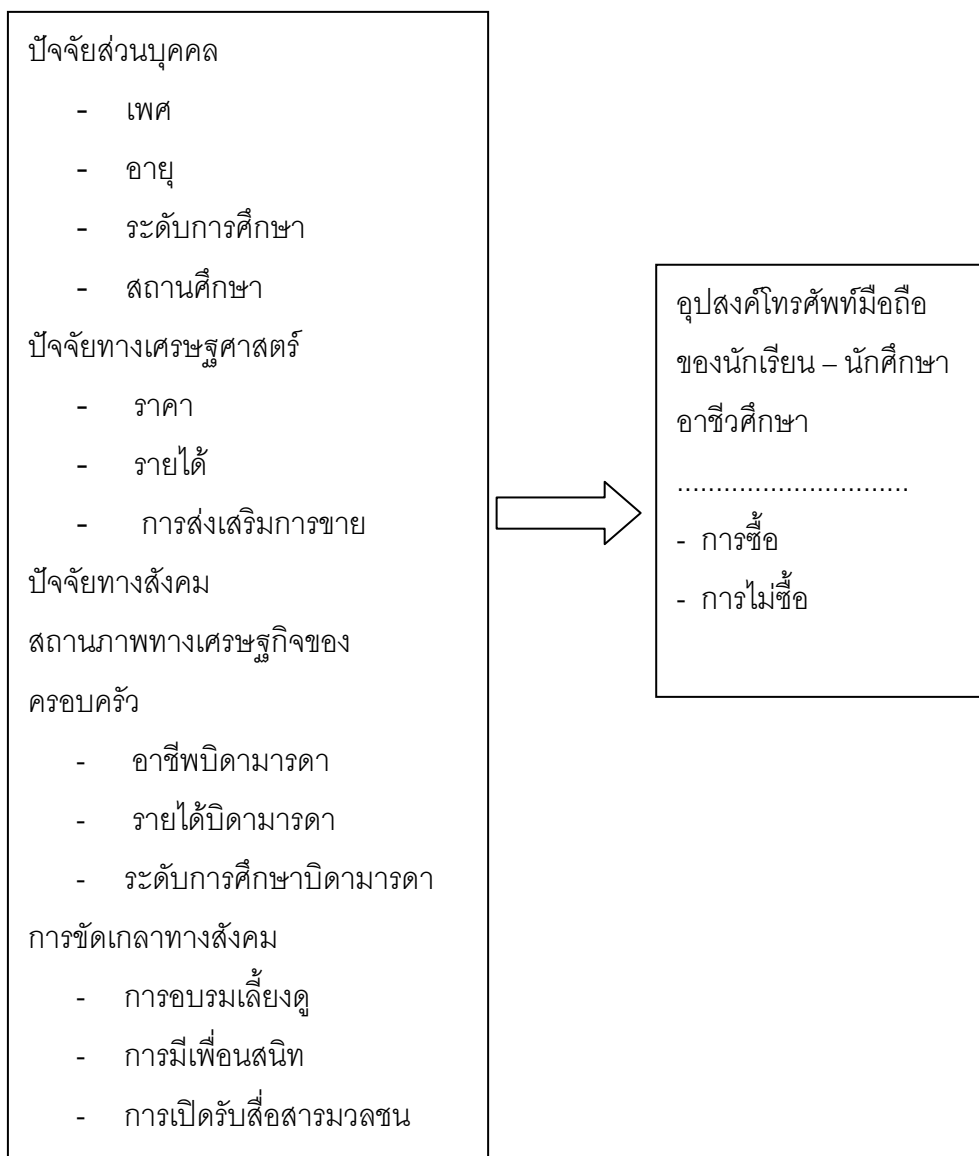 ปัจจัยส่วนบุคคล
- เพศ
- อายุ
- ระดับการศึกษา
- สถานศึกษา
ปัจจัยทางเศรษฐศาสตร์
- ราคา
- รายได้
- การส่งเสริมการขาย
ปัจจัยทางสังคม
สถานภาพทางเศรษฐกิจของ
ครอบครัว
- อาชีพบิดามารดา
- รายได้บิดามารดา
- ระดับการศึกษาบิดามารดา
การขัดเกลาทางสังคม
- การอบรมเลี้ยงดู
- การมีเพื่อนสนิท
- การเปิดรับสื่อสารมวลชน
อุปสงค์โทรศัพท์มือถือ
ของนักเรียน – นักศึกษา
อาชีวศึกษา
..............................
- การซื้อ
- การไม่ซื้อ